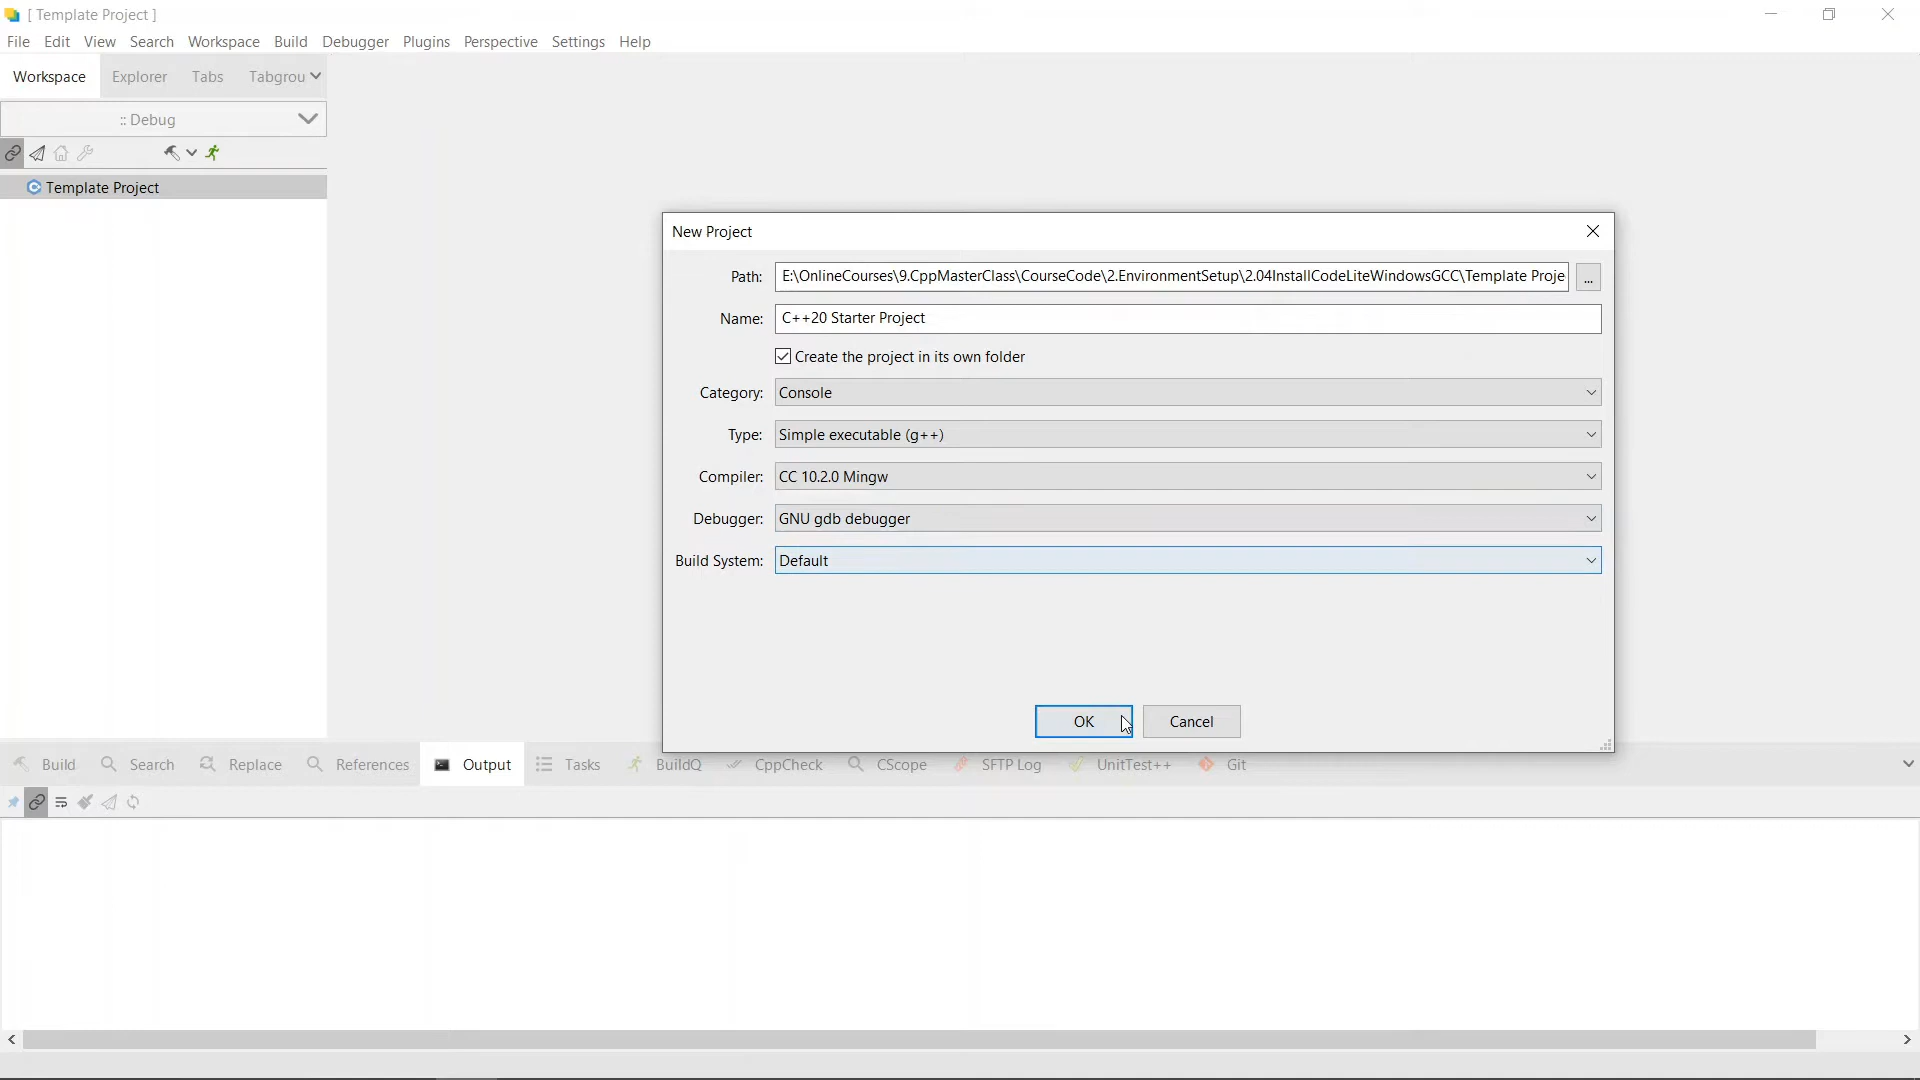 [ Template Project ]
File Edit View Search Workspace Build Debugger Plugins Perspective Settings Help
Workspace Explorer Tabs Tabgrou
:: Debug
Template Project
New Project
Path: E:\OnlineCourses\9.CppMasterClass\CourseCode\2.EnvironmentSetup\2.04InstallCodeLiteWindowsGCC\Template Proje ...
Name: C++20 Starter Project
Create the project in its own folder
Category: Console
Type: Simple executable (g++)
Compiler: CC 10.2.0 Mingw
Debugger: GNU gdb debugger
Build System: Default
OK Cancel
Build Search Replace References Output Tasks BuildQ CppCheck CScope SFTP Log UnitTest++ Git